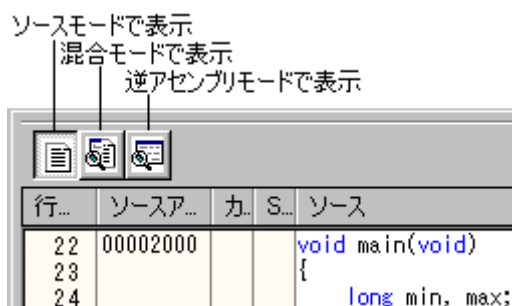 ソースモードで表示
混合モードで表示
逆アセンブリモードで表示
行... ソースア... カ.. S... ソース
22 00002000 void main(void)
23 {
24 long min, max;